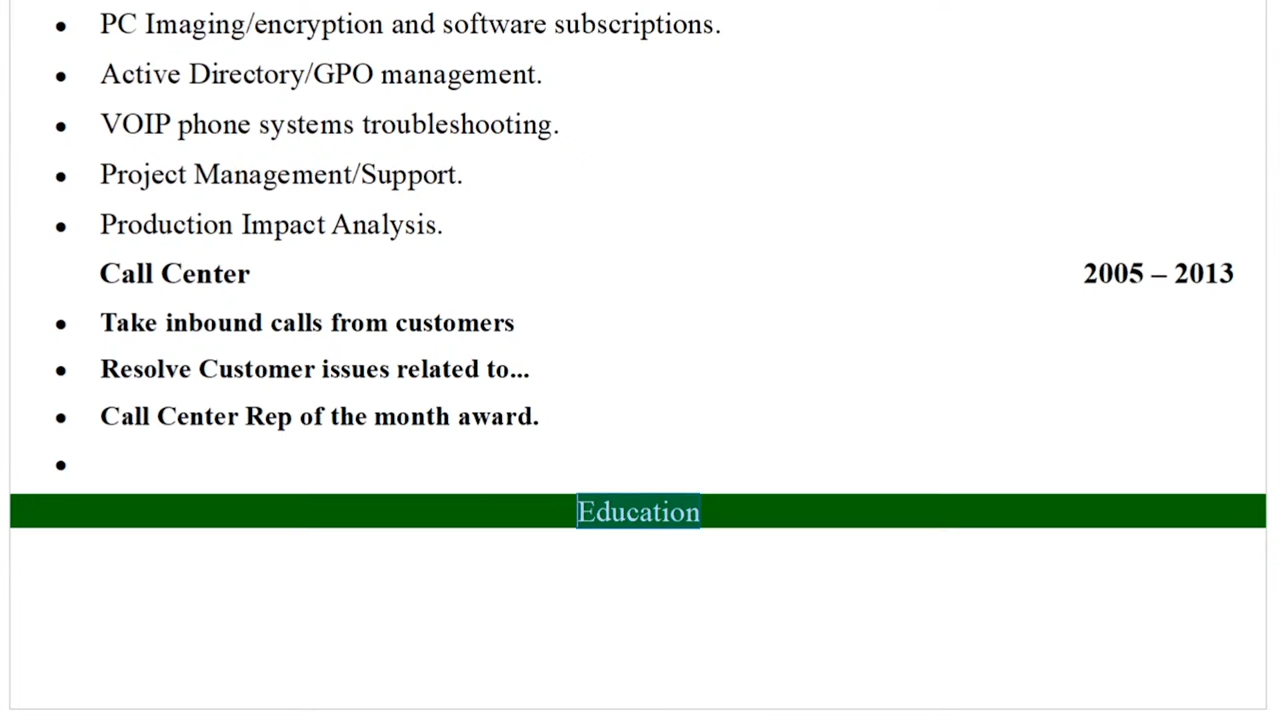 • PC Imaging/encryption and software subscriptions.
• Active Directory/GPO management.
• VOIP phone systems troubleshooting.
• Project Management/Support.
• Production Impact Analysis.
Call Center 2005 – 2013
• Take inbound calls from customers
• Resolve Customer issues related to...
• Call Center Rep of the month award.
•
Education